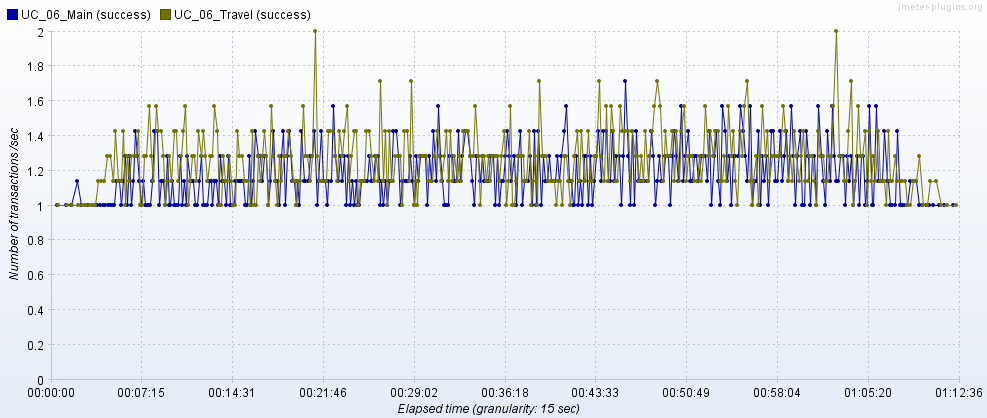 jmeter-plugins.org
UC_06_Main (success) UC_06_Travel (success)
2
1.8
1.6
1.4
1.2
1
0.8
0.6
0.4
0.2
0
Number of transactions /sec
00:00:00 00:07:15 00:14:31 00:21:46 00:29:02 00:36:18 00:43:33 00:50:49 00:58:04 01:05:20 01:12:36
Elapsed time (granularity: 15 sec)